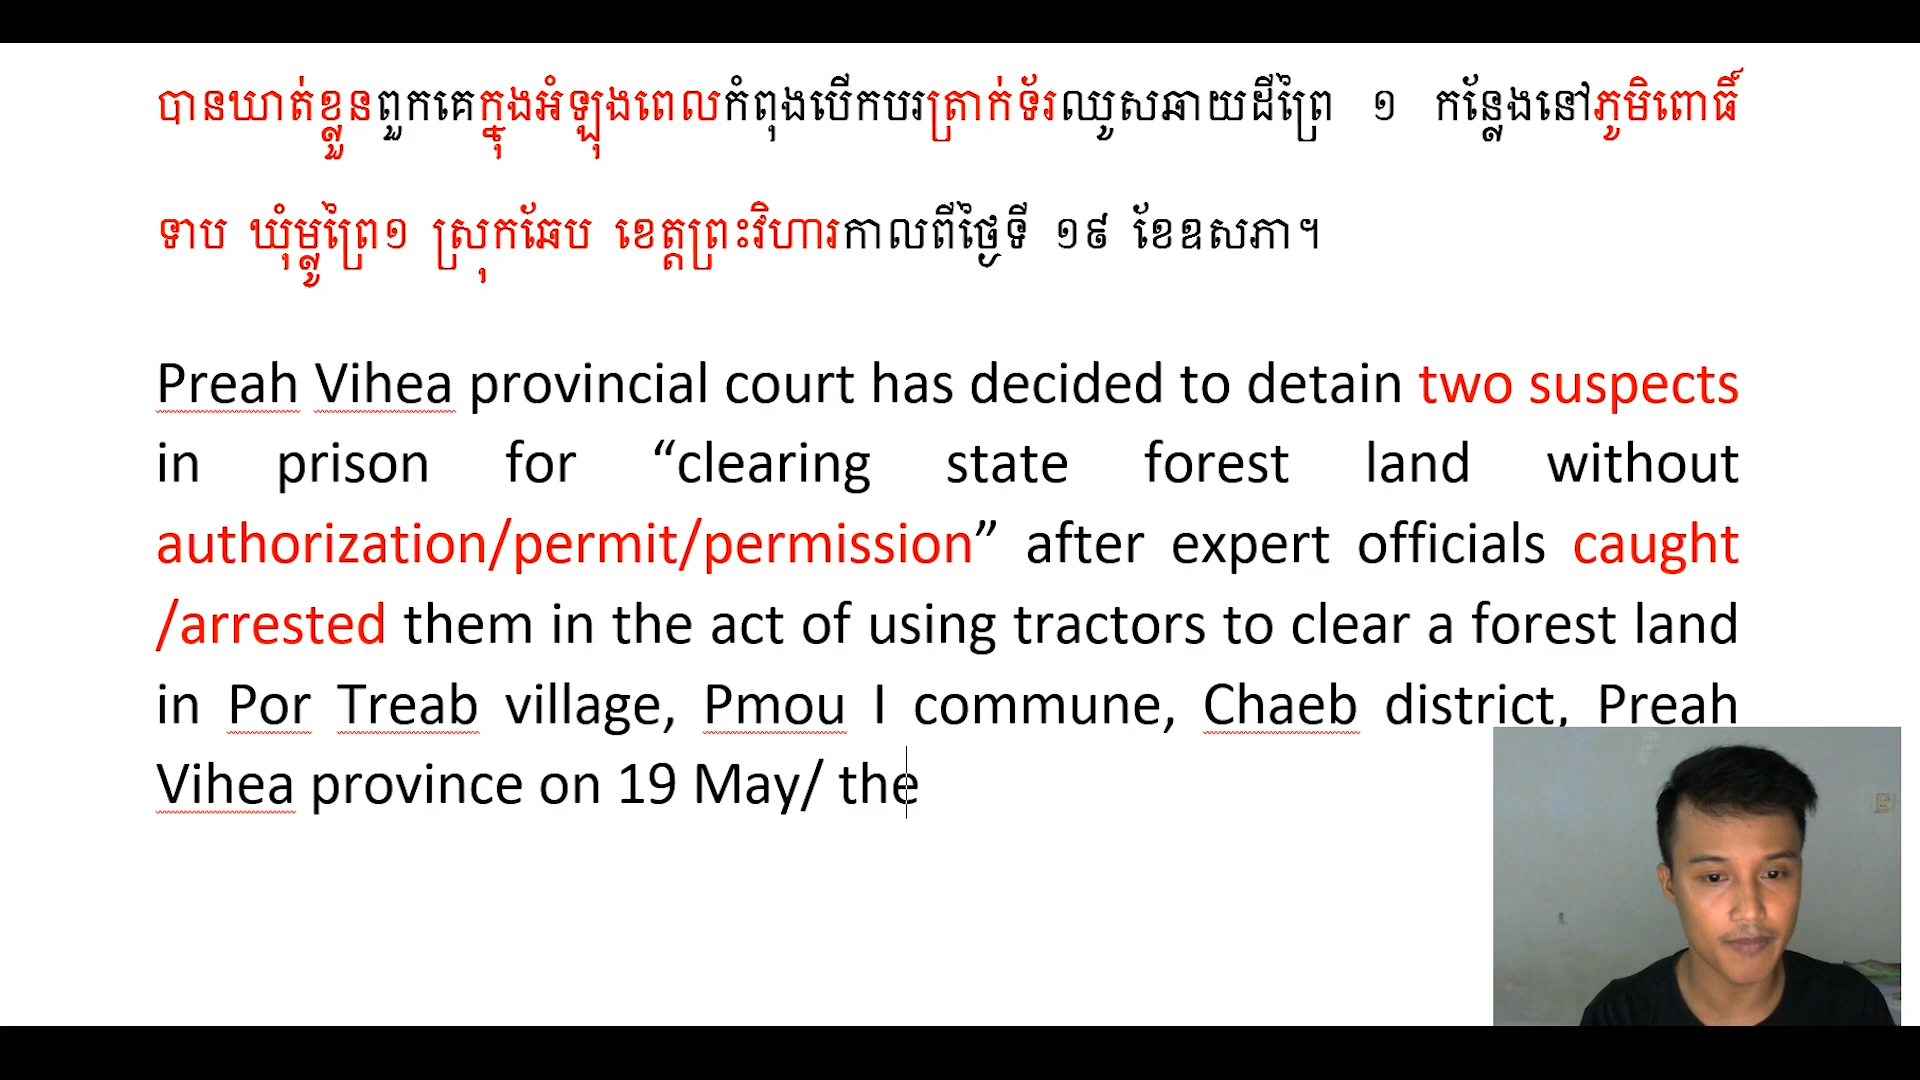 បានឃាត់ខ្លួនពួកគេក្នុងអំឡុងពេលកំពុងបើកបរត្រាក់ទ័រឈូសឆាយដីព្រៃ ១ កន្លែងនៅភូមិពោធិ៍
ទាប ឃុំម្លូព្រៃ១ ស្រុកឆែប ខេត្តព្រះវិហារកាលពីថ្ងៃទី ១៩ ខែឧសភា។
Preah Vihea provincial court has decided to detain two suspects
in prison for “clearing state forest land without
authorization/permit/permission” after expert officials caught
/arrested them in the act of using tractors to clear a forest land
in Por Treab village, Pmou I commune, Chaeb district, Preah
Vihea province on 19 May/ the